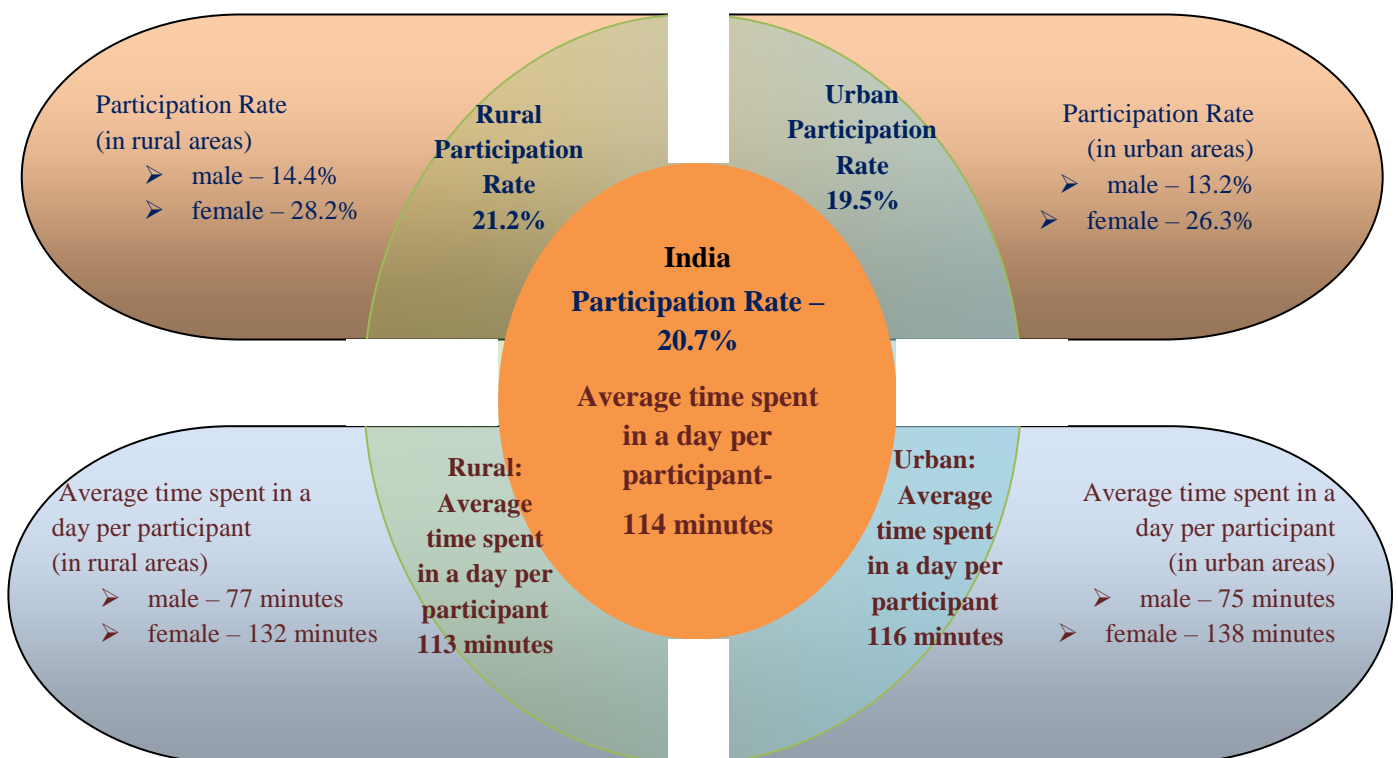 Participation Rate
(in rural areas)
➢ male – 14.4%
➢ female – 28.2%
Rural
Participation
Rate
21.2%
Urban
Participation
Rate
19.5%
Participation Rate
(in urban areas)
➢ male – 13.2%
➢ female – 26.3%
India
Participation Rate –
20.7%
Average time spent
in a day per
participant-
114 minutes
Average time spent in a
day per participant
(in rural areas)
➢ male – 77 minutes
➢ female – 132 minutes
Rural:
Average
time spent
in a day per
participant
113 minutes
Urban:
Average
time spent
in a day per
participant
116 minutes
Average time spent in a
day per participant
(in urban areas)
➢ male – 75 minutes
➢ female – 138 minutes